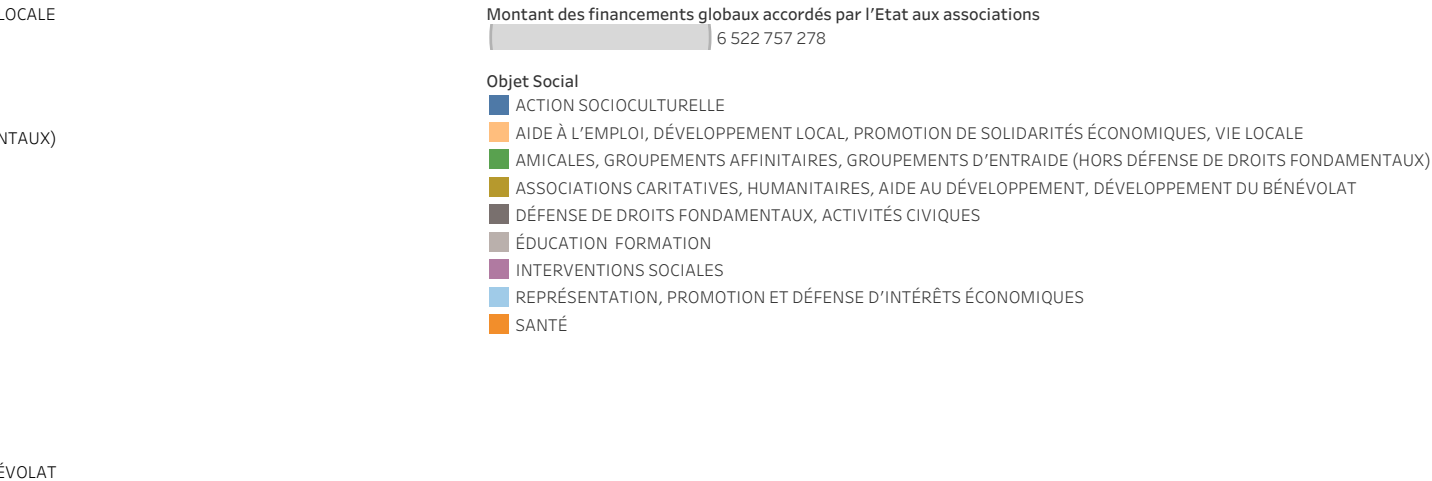 LOCALE
NTAUX)
ÉVOLAT
Montant des financements globaux accordés par l'Etat aux associations
6 522 757 278
Objet Social
ACTION SOCIOCULTURELLE
AIDE À L'EMPLOI, DÉVELOPPEMENT LOCAL, PROMOTION DE SOLIDARITÉS ÉCONOMIQUES, VIE LOCALE
AMICALES, GROUPEMENTS AFFINITAIRES, GROUPEMENTS D'ENTRAIDE (HORS DÉFENSE DE DROITS FONDAMENTAUX)
ASSOCIATIONS CARITATIVES, HUMANITAIRES, AIDE AU DÉVELOPPEMENT, DÉVELOPPEMENT DU BÉNÉVOLAT
DÉFENSE DE DROITS FONDAMENTAUX, ACTIVITÉS CIVIQUES
ÉDUCATION  FORMATION
INTERVENTIONS SOCIALES
REPRÉSENTATION, PROMOTION ET DÉFENSE D'INTÉRÊTS ÉCONOMIQUES
SANTÉ